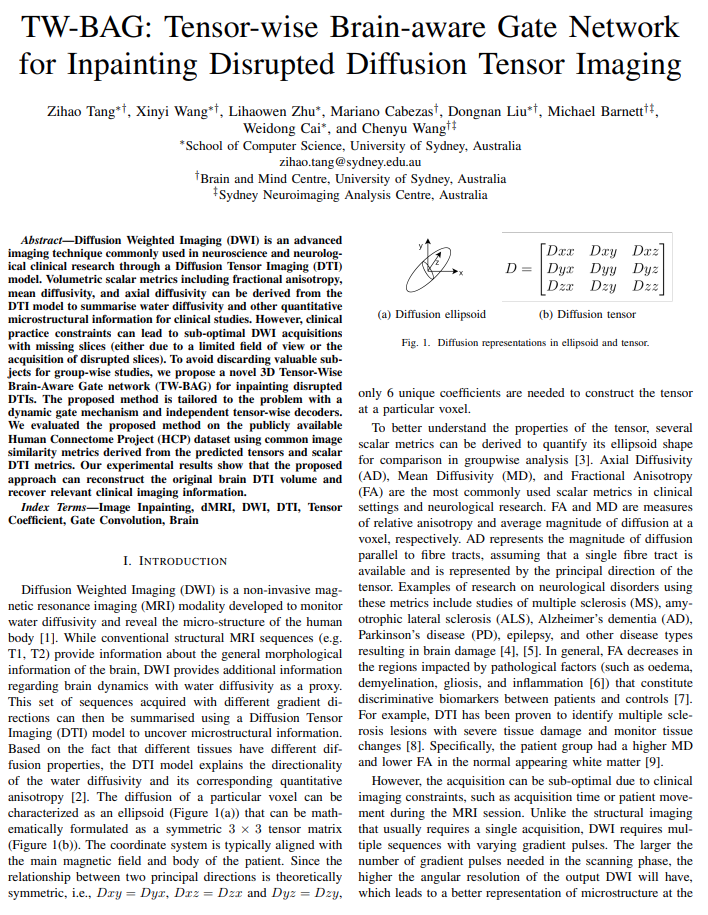 TW-BAG: Tensor-wise Brain-aware Gate Network
for Inpainting Disrupted Diffusion Tensor Imaging
Zihao Tang*†, Xinyi Wang*†, Lihaowen Zhu*, Mariano Cabezas†, Dongnan Liu*†, Michael Barnett†‡,
Weidong Cai*, and Chenyu Wang†‡
*School of Computer Science, University of Sydney, Australia
zihao.tang@sydney.edu.au
†Brain and Mind Centre, University of Sydney, Australia
‡Sydney Neuroimaging Analysis Centre, Australia
Abstract—Diffusion Weighted Imaging (DWI) is an advanced
imaging technique commonly used in neuroscience and neurolog-
ical clinical research through a Diffusion Tensor Imaging (DTI)
model. Volumetric scalar metrics including fractional anisotropy,
mean diffusivity, and axial diffusivity can be derived from the
DTI model to summarise water diffusivity and other quantitative
microstructural information for clinical studies. However, clinical
practice constraints can lead to sub-optimal DWI acquisitions
with missing slices (either due to a limited field of view or the
acquisition of disrupted slices). To avoid discarding valuable sub-
jects for group-wise studies, we propose a novel 3D Tensor-Wise
Brain-Aware Gate network (TW-BAG) for inpainting disrupted
DTIs. The proposed method is tailored to the problem with a
dynamic gate mechanism and independent tensor-wise decoders.
We evaluated the proposed method on the publicly available
Human Connectome Project (HCP) dataset using common image
similarity metrics derived from the predicted tensors and scalar
DTI metrics. Our experimental results show that the proposed
approach can reconstruct the original brain DTI volume and
recover relevant clinical imaging information.
Index Terms—Image Inpainting, dMRI, DWI, DTI, Tensor
Coefficient, Gate Convolution, Brain
I. INTRODUCTION
Diffusion Weighted Imaging (DWI) is a non-invasive mag-
netic resonance imaging (MRI) modality developed to monitor
water diffusivity and reveal the micro-structure of the human
body [1]. While conventional structural MRI sequences (e.g.
T1, T2) provide information about the general morphological
information of the brain, DWI provides additional information
regarding brain dynamics with water diffusivity as a proxy.
This set of sequences acquired with different gradient di-
rections can then be summarised using a Diffusion Tensor
Imaging (DTI) model to uncover microstructural information.
Based on the fact that different tissues have different dif-
fusion properties, the DTI model explains the directionality
of the water diffusivity and its corresponding quantitative
anisotropy [2]. The diffusion of a particular voxel can be
characterized as an ellipsoid (Figure 1(a)) that can be math-
ematically formulated as a symmetric 3 × 3 tensor matrix
(Figure 1(b)). The coordinate system is typically aligned with
the main magnetic field and body of the patient. Since the
relationship between two principal directions is theoretically
symmetric, i.e., Dxy = Dyx, Dxz = Dzx and Dyz = Dzy,
y
z
x
D = [Dxx Dxy Dxz
Dyx Dyy Dyz
Dzx Dzy Dzz]
(a) Diffusion ellipsoid
(b) Diffusion tensor
Fig. 1. Diffusion representations in ellipsoid and tensor.
only 6 unique coefficients are needed to construct the tensor
at a particular voxel.
To better understand the properties of the tensor, several
scalar metrics can be derived to quantify its ellipsoid shape
for comparison in groupwise analysis [3]. Axial Diffusivity
(AD), Mean Diffusivity (MD), and Fractional Anisotropy
(FA) are the most commonly used scalar metrics in clinical
settings and neurological research. FA and MD are measures
of relative anisotropy and average magnitude of diffusion at a
voxel, respectively. AD represents the magnitude of diffusion
parallel to fibre tracts, assuming that a single fibre tract is
available and is represented by the principal direction of the
tensor. Examples of research on neurological disorders using
these metrics include studies of multiple sclerosis (MS), amy-
otrophic lateral sclerosis (ALS), Alzheimer's dementia (AD),
Parkinson's disease (PD), epilepsy, and other disease types
resulting in brain damage [4], [5]. In general, FA decreases in
the regions impacted by pathological factors (such as oedema,
demyelination, gliosis, and inflammation [6]) that constitute
discriminative biomarkers between patients and controls [7].
For example, DTI has been proven to identify multiple scle-
rosis lesions with severe tissue damage and monitor tissue
changes [8]. Specifically, the patient group had a higher MD
and lower FA in the normal appearing white matter [9].
However, the acquisition can be sub-optimal due to clinical
imaging constraints, such as acquisition time or patient move-
ment during the MRI session. Unlike the structural imaging
that usually requires a single acquisition, DWI requires mul-
tiple sequences with varying gradient pulses. The larger the
number of gradient pulses needed in the scanning phase, the
higher the angular resolution of the output DWI will have,
which leads to a better representation of microstructure at the